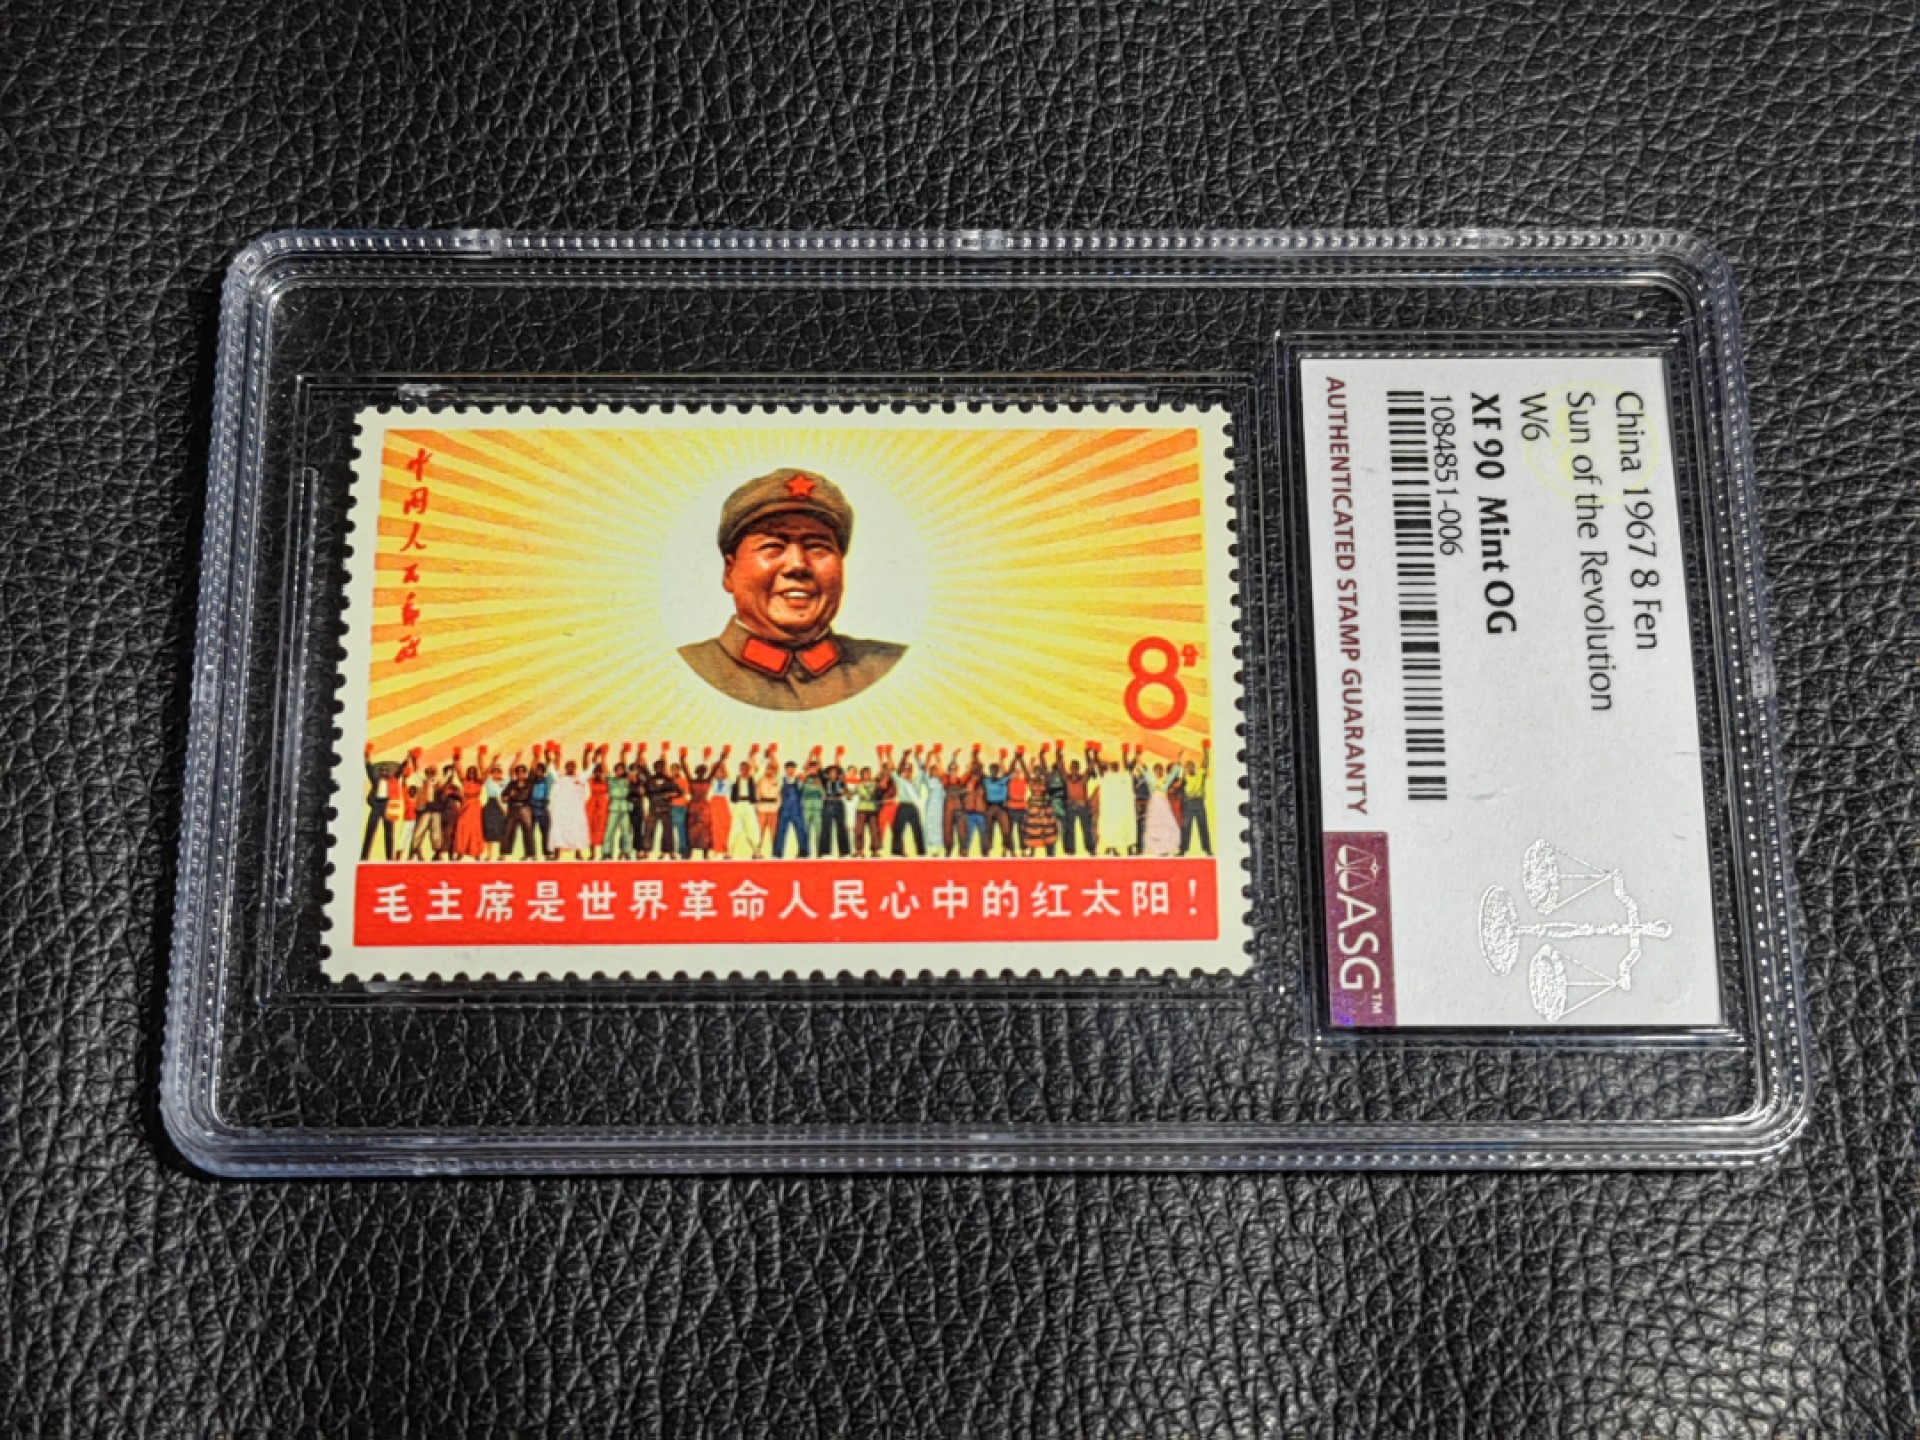 中国人民邮政
8分
毛主席是世界革命人民心中的红太阳！
China 1967 8 Fen
Sun of the Revolution
W6
XF 90 Mint OG
1084851-006
AUTHENTICATED STAMP GUARANTY
ASG™